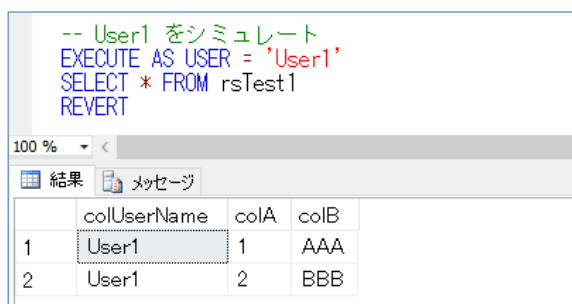 -- User1 をシミュレート
EXECUTE AS USER = 'User1'
SELECT * FROM rsTest1
REVERT
100 %
結果 メッセージ
colUserName colA colB
1 User1 1 AAA
2 User1 2 BBB